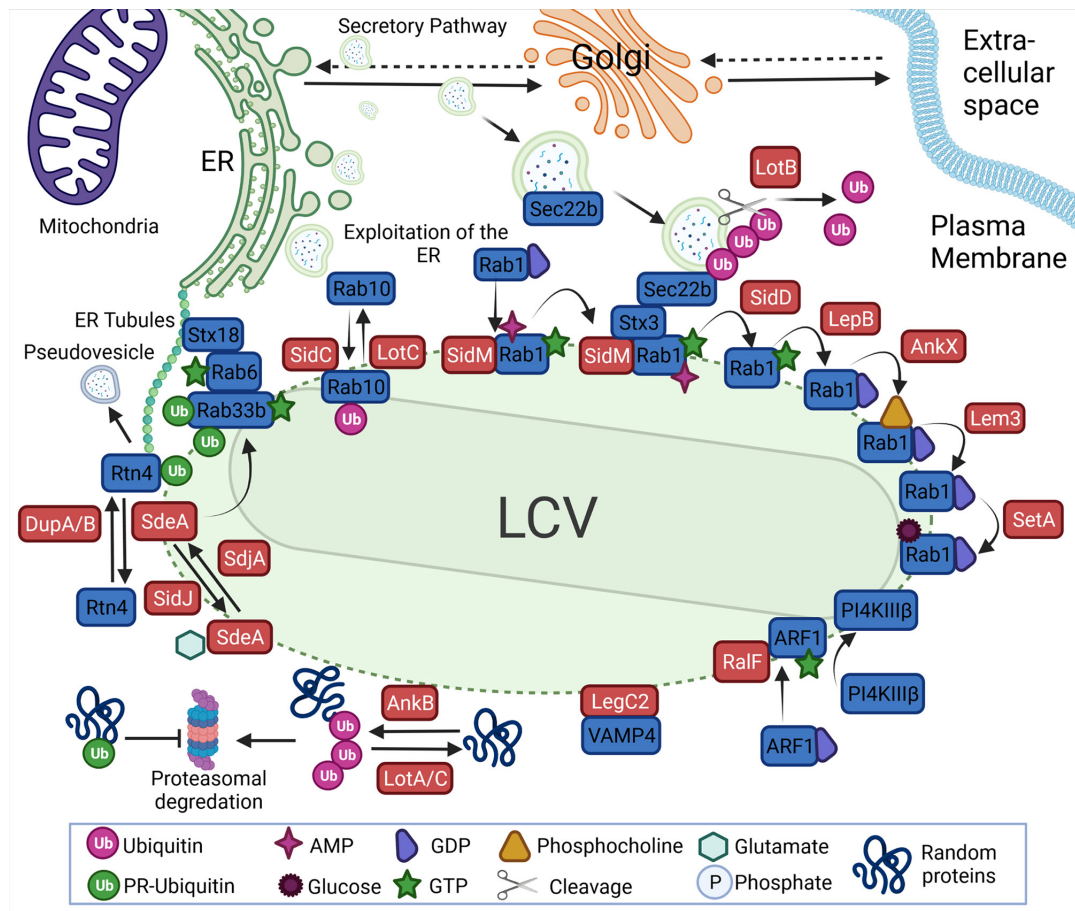 Secretory Pathway
Golgi
Extra-
cellular
space
ER
Mitochondria
LotB
Ub
Ub
Ub
Ub
Ub
Sec22b
Plasma
Membrane
Exploitation of the
ER
Rab1
Rab10
Sec22b
SidD
ER Tubules
Stx18
Stx3
LepB
Pseudovesicle
SidC
LotC
SidM
Rab1
SidM
Rab1
AnkX
Rab6
Rab1
Rab10
Rab1
Ub
Rab33b
Ub
Lem3
Ub
Rab1
Rtn4
Ub
Rab1
LCV
DupA/B
SdeA
SetA
SdjA
Rab1
Rtn4
SidJ
PI4KIIIβ
SdeA
ARF1
RalF
PI4KIIIβ
AnkB
LegC2
Ub
VAMP4
Ub
Ub
ARF1
Ub
LotA/C
Proteasomal
degredation
Ub Ubiquitin
AMP
GDP
Phosphocholine
Glutamate
Random
proteins
Ub PR-Ubiquitin
Glucose
GTP
Cleavage
P Phosphate